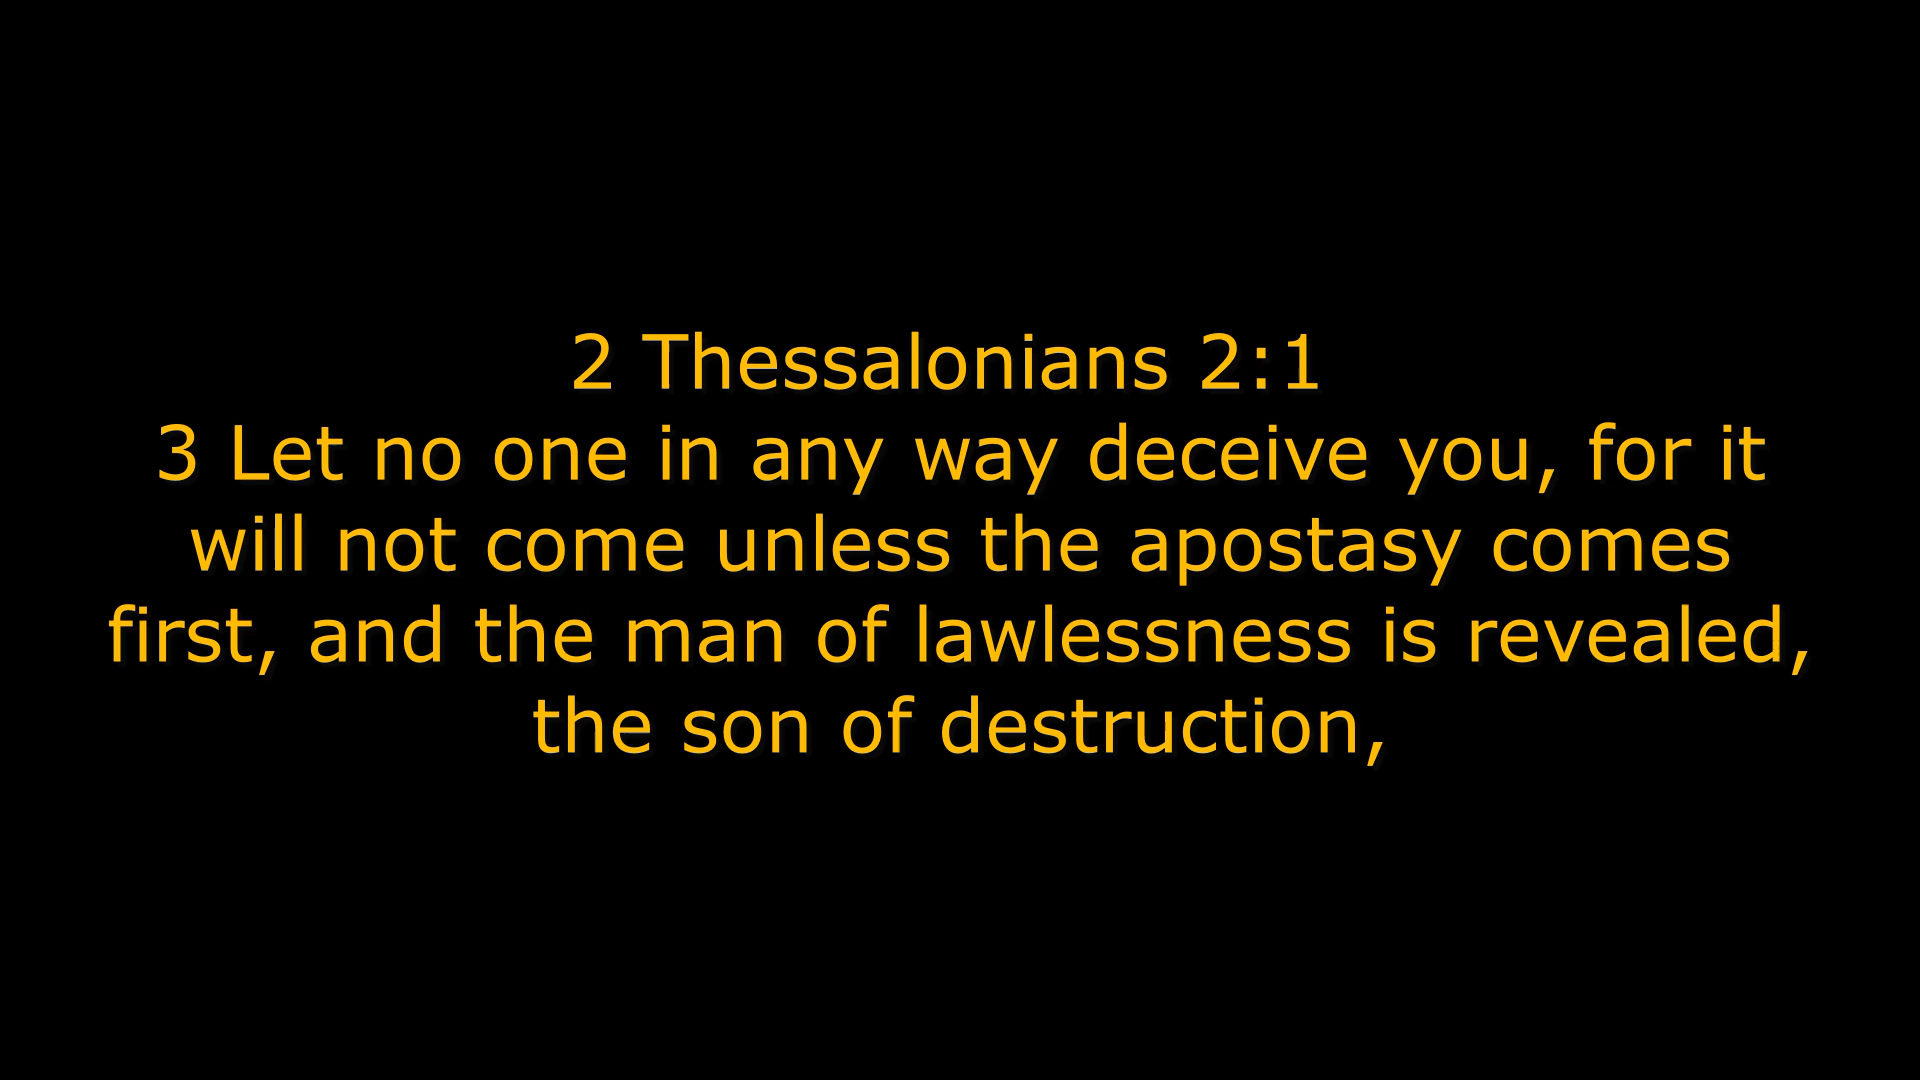 2 Thessalonians 2:1
3 Let no one in any way deceive you, for it
will not come unless the apostasy comes
first, and the man of lawlessness is revealed,
the son of destruction,